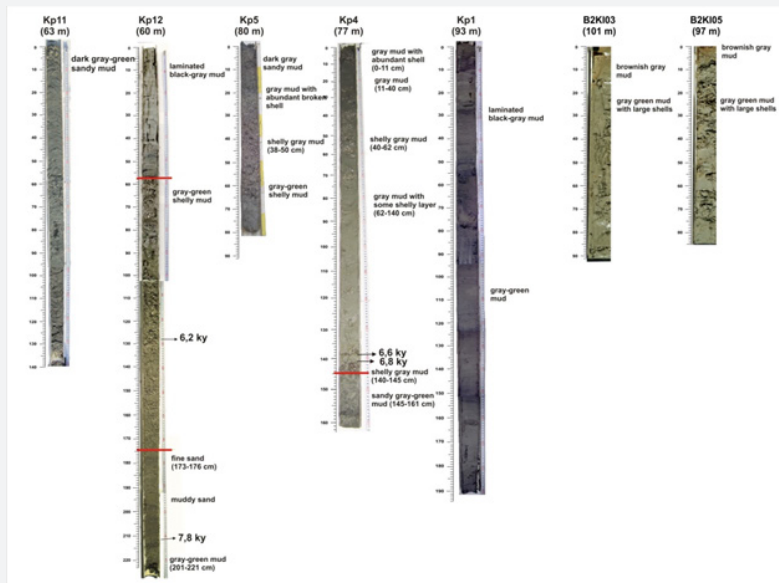 Kp11
(63 m)
dark gray-green
sandy mud
Kp12
(60 m)
laminated
black-gray mud
gray-green
shelly mud
6,2 ky
fine sand
(173-176 cm)
muddy sand
7,8 ky
gray-green mud
(201-221 cm)
Kp5
(80 m)
dark gray
sandy mud
gray mud with
abundant broken
shell
shelly gray mud
(38-50 cm)
gray-green
shelly mud
Kp4
(77 m)
gray mud with
abundant shell
(0-11 cm)
gray mud
(11-40 cm)
shelly gray mud
(40-62 cm)
gray mud with
some shelly layer
(62-140 cm)
6,6 ky
6,8 ky
shelly gray mud
(140-145 cm)
sandy gray-green
mud (145-161 cm)
Kp1
(93 m)
laminated
black-gray mud
gray-green
mud
B2KI03
(101 m)
brownish gray
mud
gray green mud
with large shells
B2KI05
(97 m)
brownish gray
mud
gray green mud
with large shells